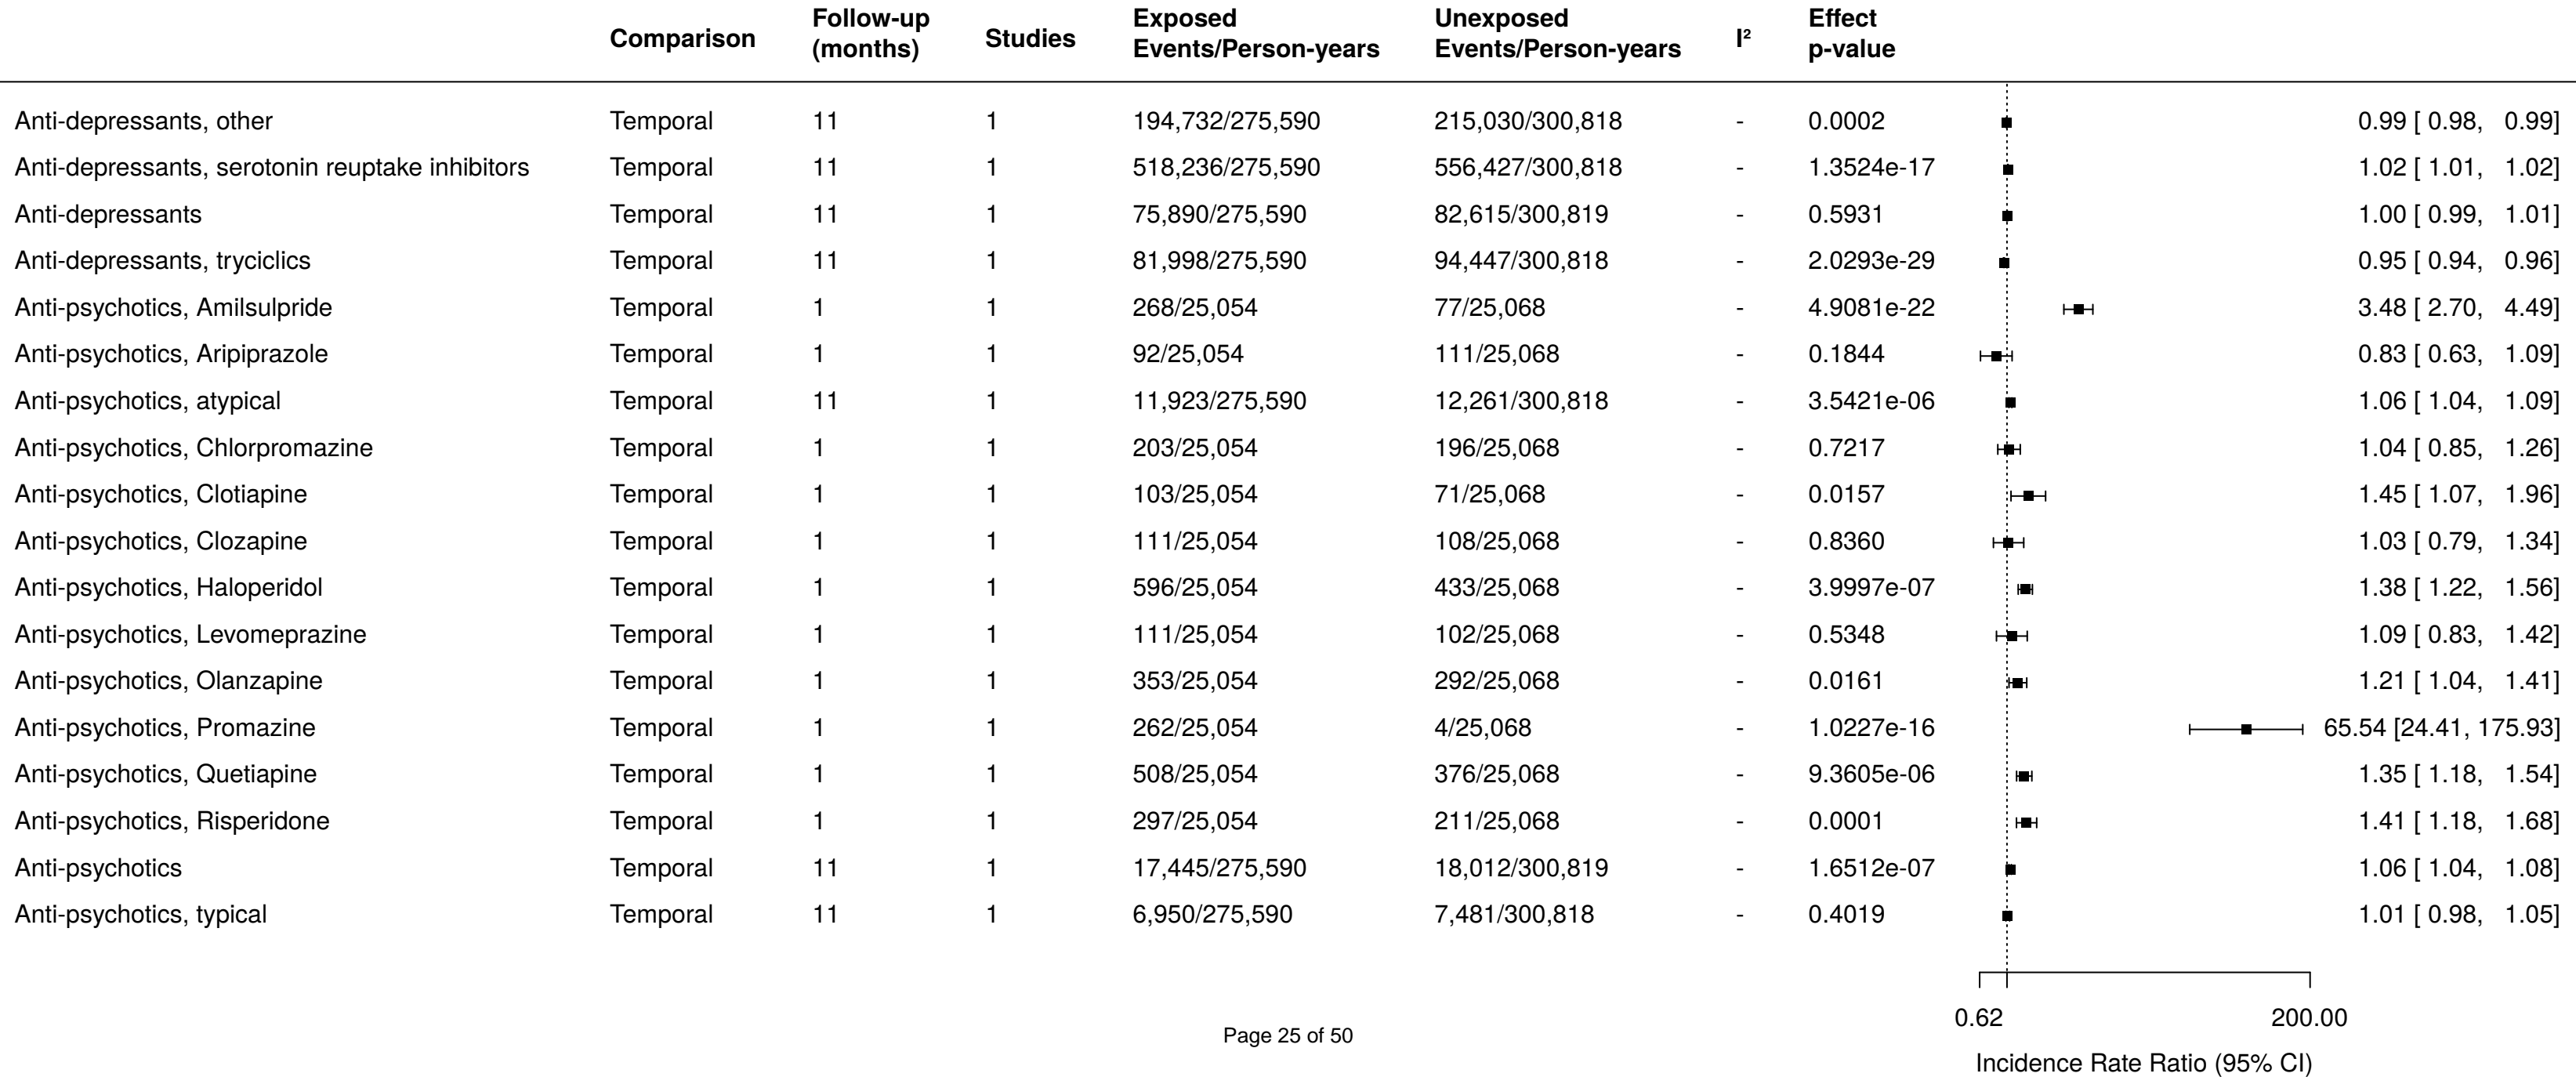 Comparison Follow-up (months) Studies Exposed Events/Person-years Unexposed Events/Person-years I² Effect p-value
Anti-depressants, other Temporal 11 1 194,732/275,590 215,030/300,818 - 0.0002 0.99 [ 0.98, 0.99]
Anti-depressants, serotonin reuptake inhibitors Temporal 11 1 518,236/275,590 556,427/300,818 - 1.3524e-17 1.02 [ 1.01, 1.02]
Anti-depressants Temporal 11 1 75,890/275,590 82,615/300,819 - 0.5931 1.00 [ 0.99, 1.01]
Anti-depressants, tryciclics Temporal 11 1 81,998/275,590 94,447/300,818 - 2.0293e-29 0.95 [ 0.94, 0.96]
Anti-psychotics, Amilsulpride Temporal 1 1 268/25,054 77/25,068 - 4.9081e-22 3.48 [ 2.70, 4.49]
Anti-psychotics, Aripiprazole Temporal 1 1 92/25,054 111/25,068 - 0.1844 0.83 [ 0.63, 1.09]
Anti-psychotics, atypical Temporal 11 1 11,923/275,590 12,261/300,818 - 3.5421e-06 1.06 [ 1.04, 1.09]
Anti-psychotics, Chlorpromazine Temporal 1 1 203/25,054 196/25,068 - 0.7217 1.04 [ 0.85, 1.26]
Anti-psychotics, Clotiapine Temporal 1 1 103/25,054 71/25,068 - 0.0157 1.45 [ 1.07, 1.96]
Anti-psychotics, Clozapine Temporal 1 1 111/25,054 108/25,068 - 0.8360 1.03 [ 0.79, 1.34]
Anti-psychotics, Haloperidol Temporal 1 1 596/25,054 433/25,068 - 3.9997e-07 1.38 [ 1.22, 1.56]
Anti-psychotics, Levomeprazine Temporal 1 1 111/25,054 102/25,068 - 0.5348 1.09 [ 0.83, 1.42]
Anti-psychotics, Olanzapine Temporal 1 1 353/25,054 292/25,068 - 0.0161 1.21 [ 1.04, 1.41]
Anti-psychotics, Promazine Temporal 1 1 262/25,054 4/25,068 - 1.0227e-16 65.54 [24.41, 175.93]
Anti-psychotics, Quetiapine Temporal 1 1 508/25,054 376/25,068 - 9.3605e-06 1.35 [ 1.18, 1.54]
Anti-psychotics, Risperidone Temporal 1 1 297/25,054 211/25,068 - 0.0001 1.41 [ 1.18, 1.68]
Anti-psychotics Temporal 11 1 17,445/275,590 18,012/300,819 - 1.6512e-07 1.06 [ 1.04, 1.08]
Anti-psychotics, typical Temporal 11 1 6,950/275,590 7,481/300,818 - 0.4019 1.01 [ 0.98, 1.05]
0.62 200.00
Page 25 of 50
Incidence Rate Ratio (95% CI)